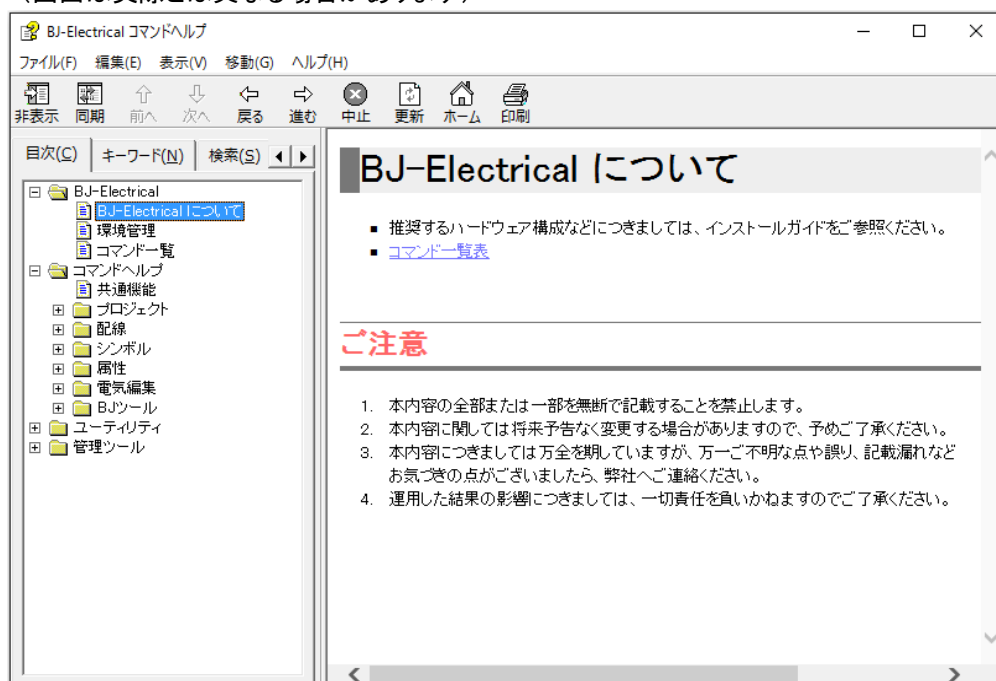 （画面は実際とは異なる場合があります）
BJ-Electrical コマンドヘルプ
ファイル(F) 編集(E) 表示(V) 移動(G) ヘルプ(H)
非表示 同期 前へ 次へ 戻る 進む 中止 更新 ホーム 印刷
目次(C) キーワード(N) 検索(S)
BJ-Electrical
BJ-Electrical について
環境管理
コマンド一覧
コマンドヘルプ
共通機能
プロジェクト
配線
シンボル
属性
電気編集
BJツール
ユーティリティ
管理ツール
BJ-Electrical について
■ 推奨するハードウェア構成などにつきましては、インストールガイドをご参照ください。
■ コマンド一覧表
ご注意
1. 本内容の全部または一部を無断で記載することを禁止します。
2. 本内容に関しては将来予告なく変更する場合がありますので、予めご了承ください。
3. 本内容につきましては万全を期していますが、万一ご不明な点や誤り、記載漏れなど
お気づきの点がございましたら、弊社へご連絡ください。
4. 運用した結果の影響につきましては、一切責任を負いかねますのでご了承ください。